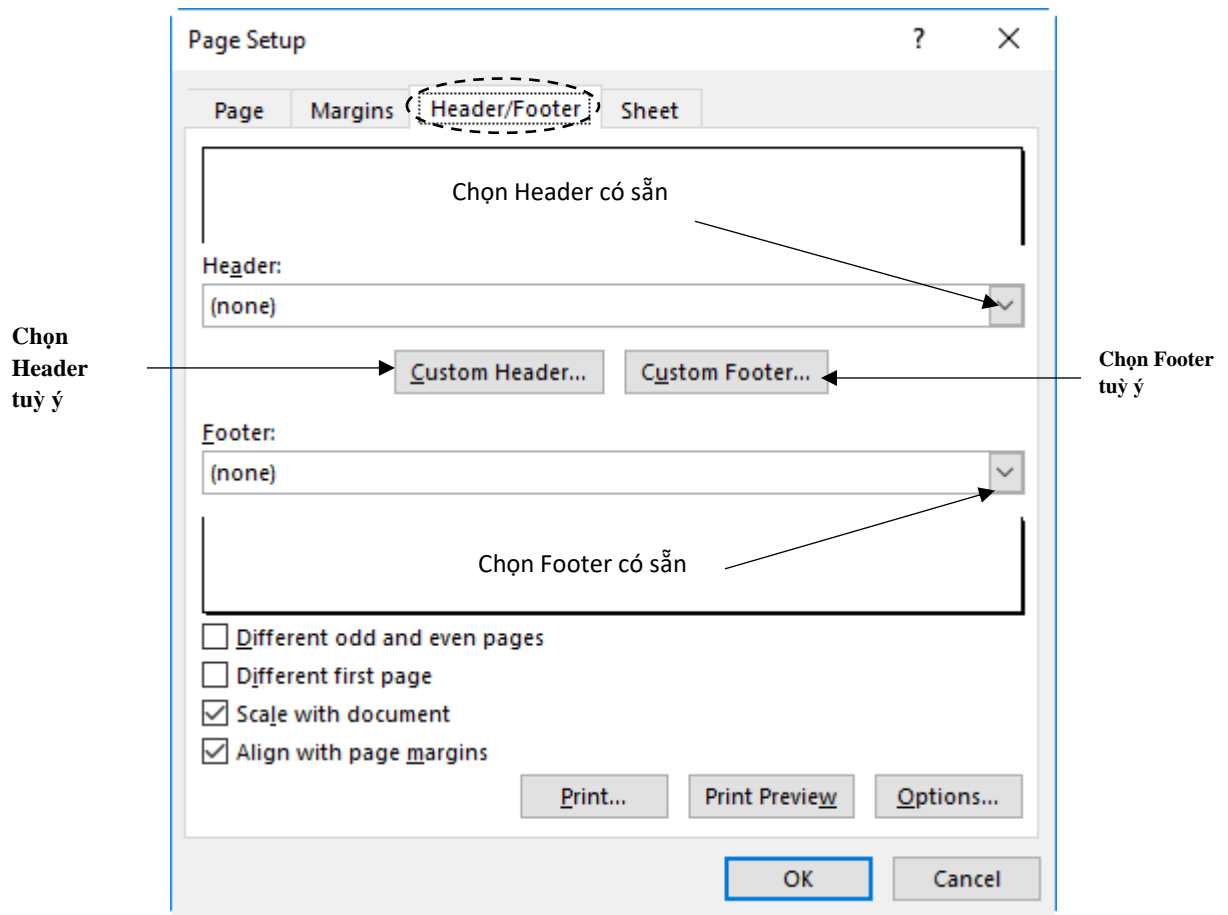 Page Setup
?
Page
Margins
Header/Footer
Sheet
Chọn Header có sẵn
Header:
(none)
Chọn
Header
tuỳ ý
Custom Header...
Custom Footer...
Chọn Footer
tuỳ ý
Footer:
(none)
Chọn Footer có sẵn
Different odd and even pages
Different first page
Scale with document
Align with page margins
Print...
Print Preview
Options...
OK
Cancel